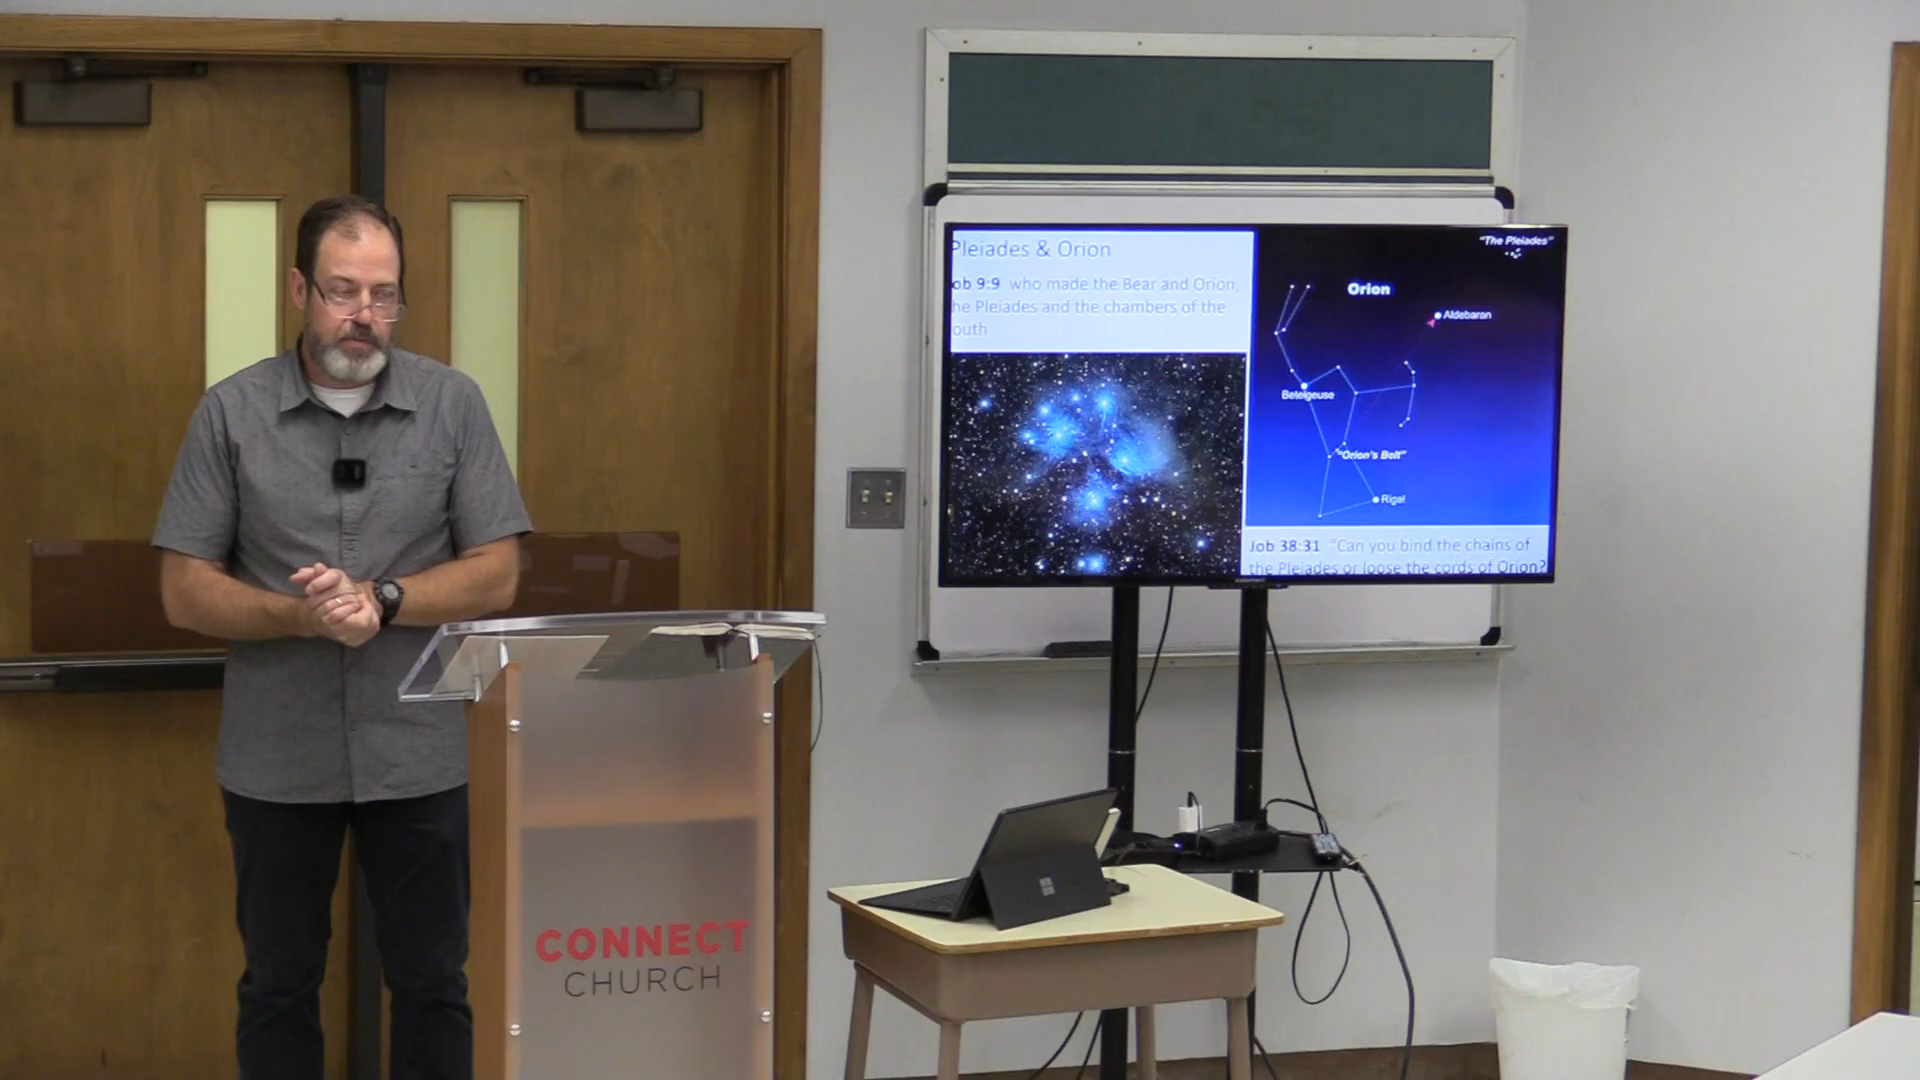 Pleiades & Orion
ob 9:9 who made the Bear and Orion,
he Pleiades and the chambers of the
outh
"The Pleiades"
Orion
Aldebaran
Betelgeuse
"Orion's Belt"
Rigel
Job 38:31 "Can you bind the chains of
the Pleiades or loose the cords of Orion?
CONNECT
CHURCH